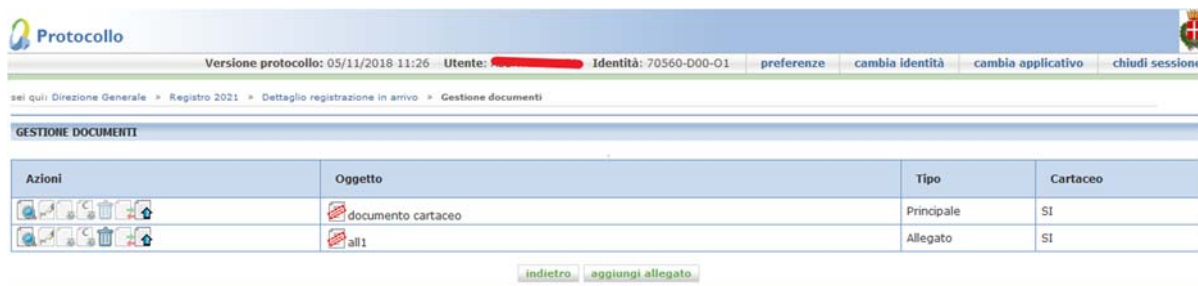 Protocollo
Versione protocollo: 05/11/2018 11:26 Utente: Identità: 70560-D00-O1 preferenze cambia identità cambia applicativo chiudi sessione
sei qui: Direzione Generale » Registro 2021 » Dettaglio registrazione in arrivo » Gestione documenti
GESTIONE DOCUMENTI
Azioni Oggetto Tipo Cartaceo
documento cartaceo Principale SI
all1 Allegato SI
indietro aggiungi allegato